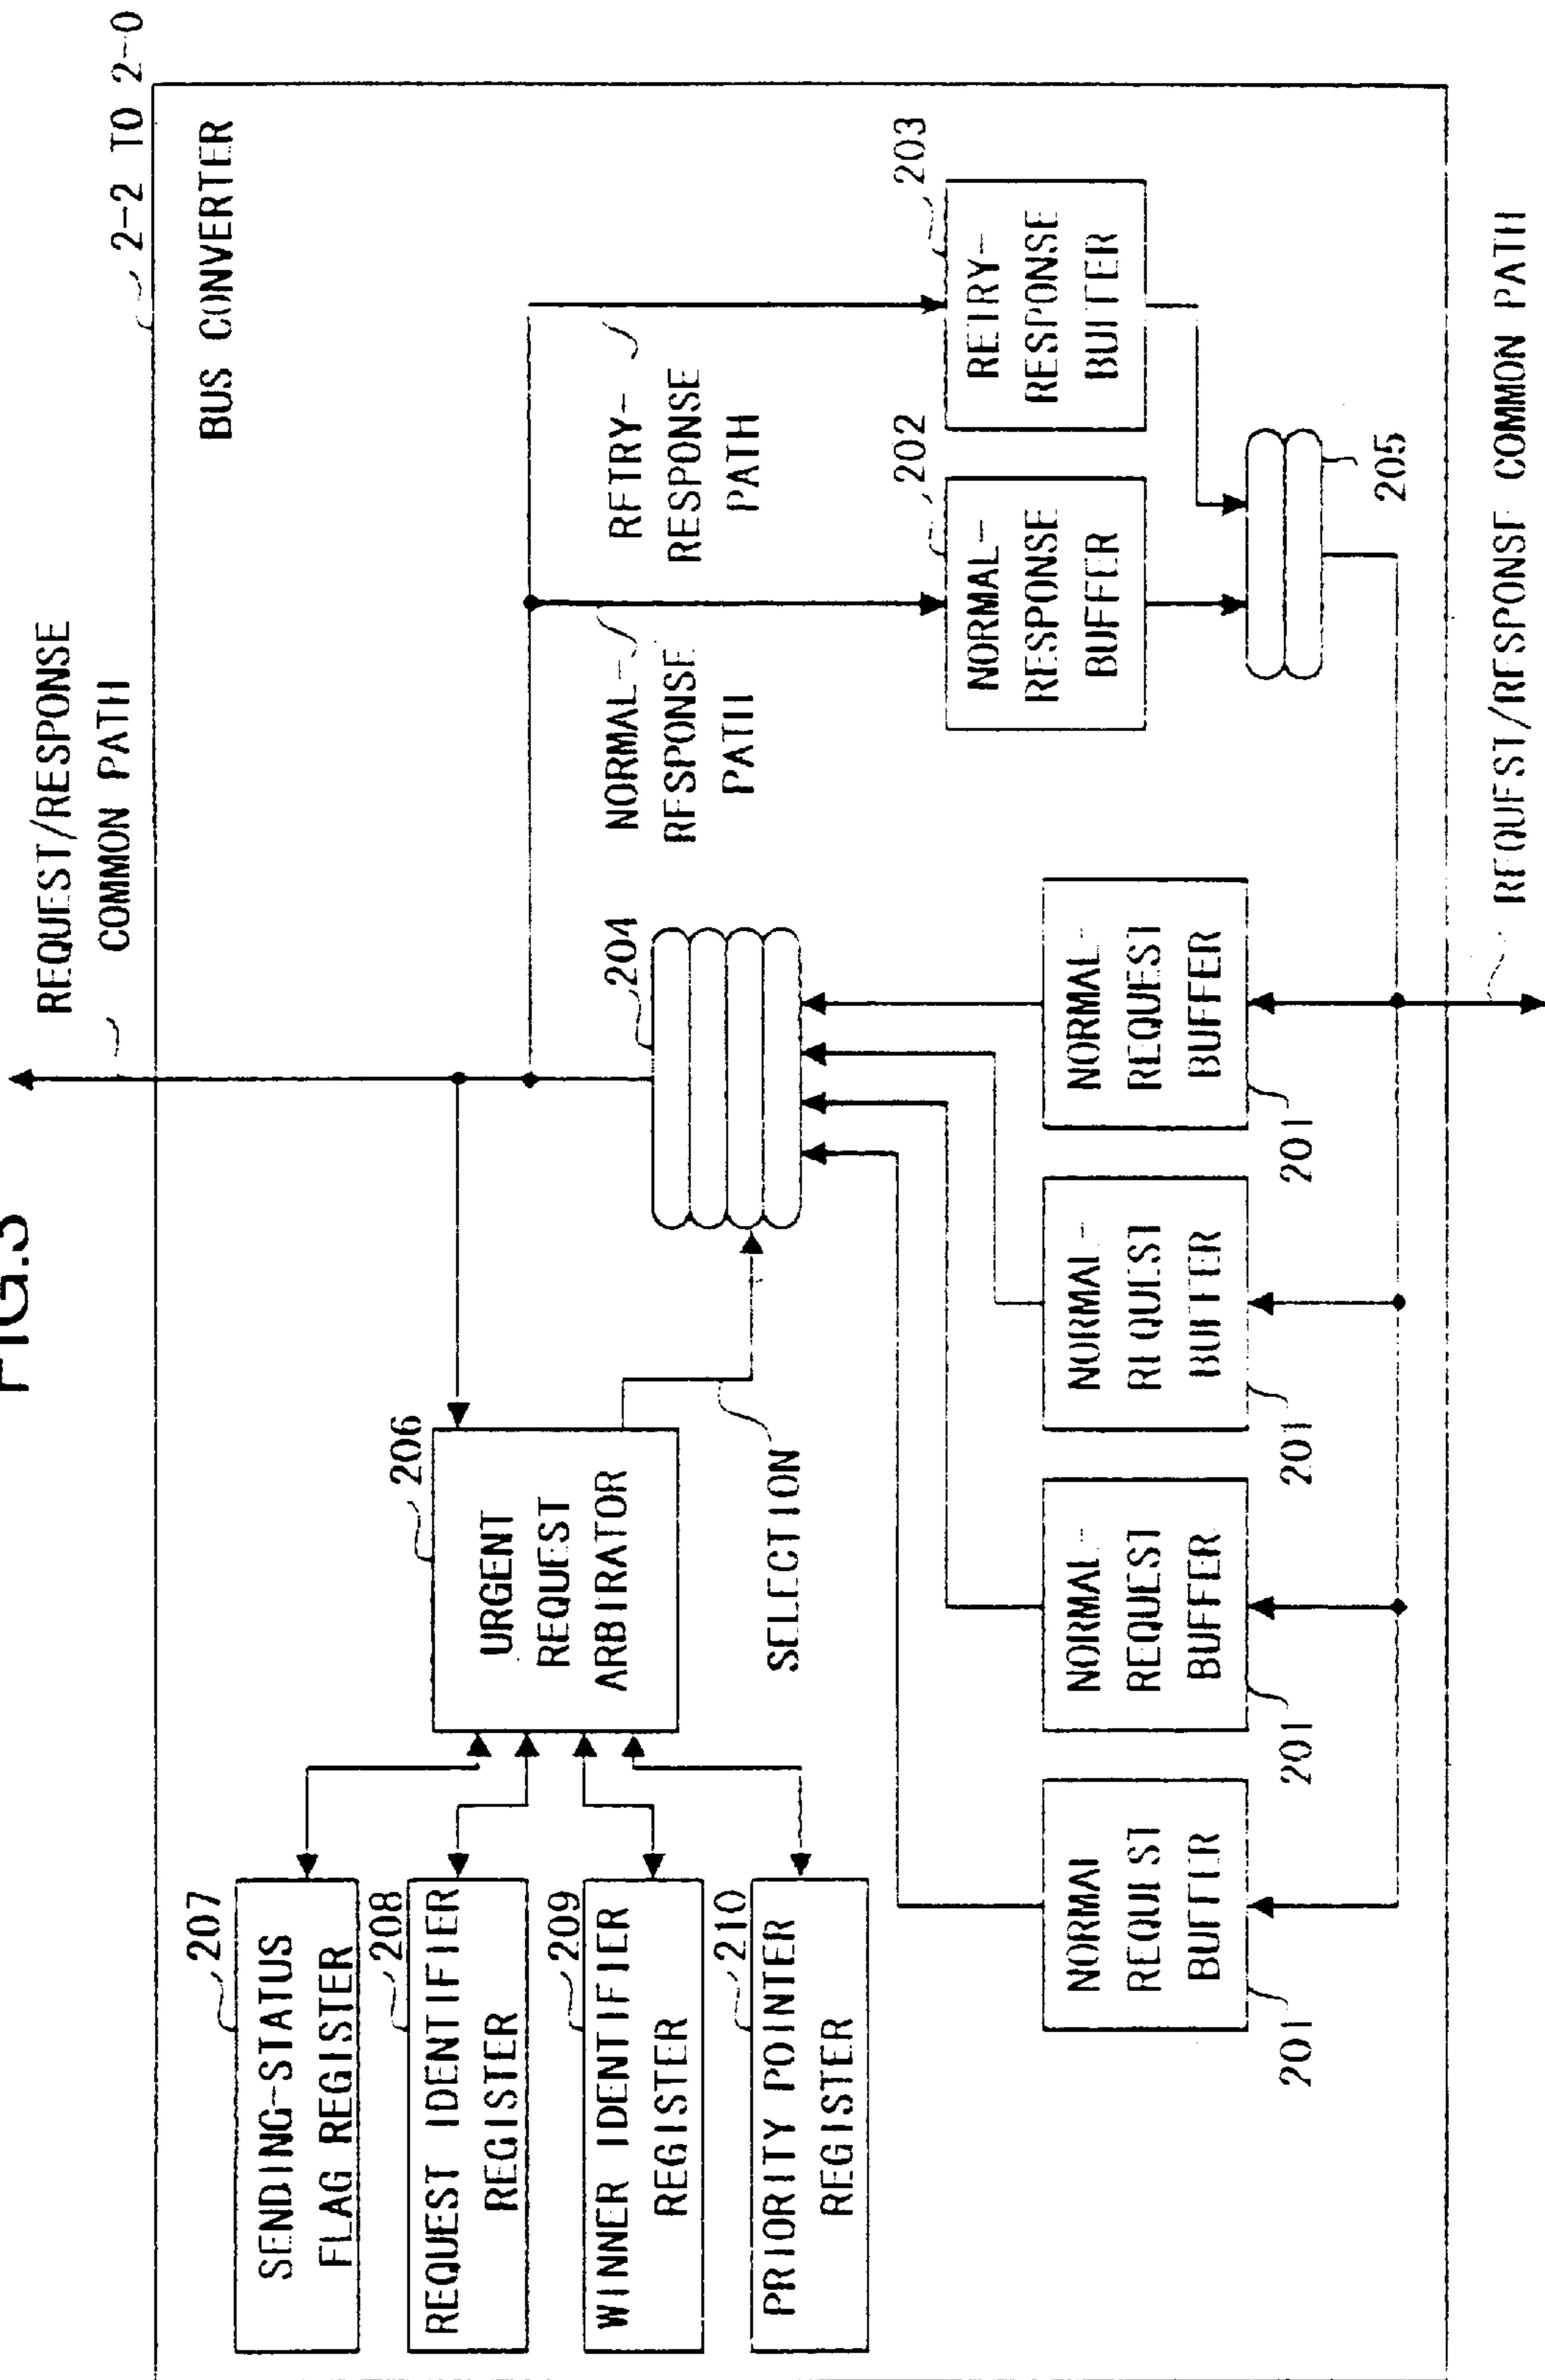 FIG.3
REQUEST/RESPONSE
COMMON PATH
2-2 TO 2-0
BUS CONVERTER
207
SENDING-STATUS
FLAG REGISTER
208
REQUEST IDENTIFIER
REGISTER
209
WINNER IDENTIFIER
REGISTER
210
PRIORITY POINTER
REGISTER
206
URGENT
REQUEST
ARBIRATOR
SELECTION
204
NORMAL-
RESPONSE
PATH
RETRY-
RESPONSE
PATH
202
NORMAL-
RESPONSE
BUFFER
203
RETRY-
RESPONSE
BUFFER
205
NORMAL
REQUEST
BUFFER
201
NORMAL-
REQUEST
BUFFER
201
NORMAL-
REQUEST
BUFFER
201
NORMAL-
REQUEST
BUFFER
201
REQUEST/RESPONSE COMMON PATH